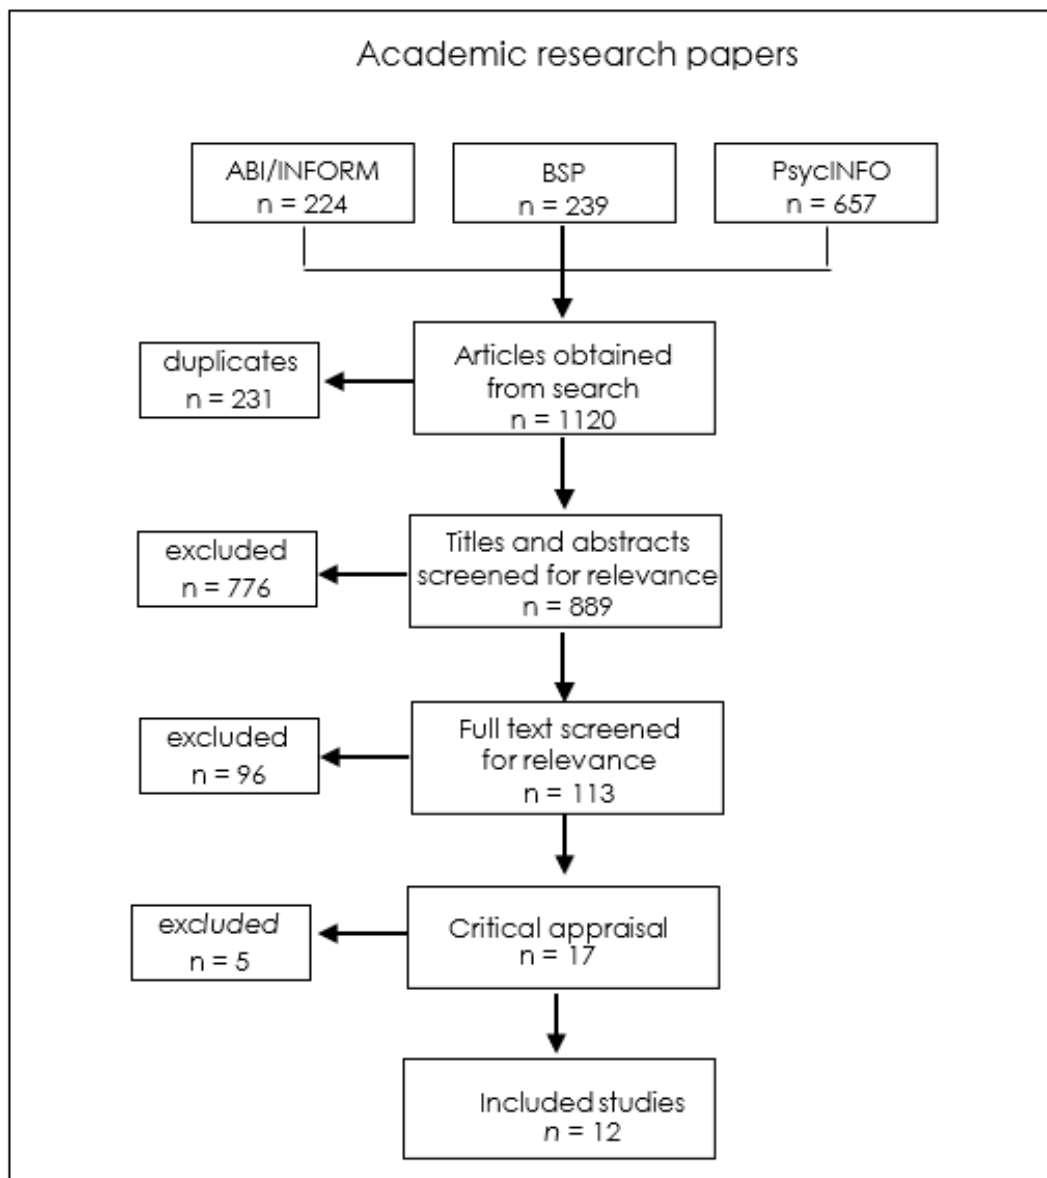 Academic research papers
ABI/INFORM
n = 224
BSP
n = 239
PsycINFO
n = 657
Articles obtained
from search
n = 1120
duplicates
n = 231
Titles and abstracts
screened for relevance
n = 889
excluded
n = 776
Full text screened
for relevance
n = 113
excluded
n = 96
Critical appraisal
n = 17
excluded
n = 5
Included studies
n = 12